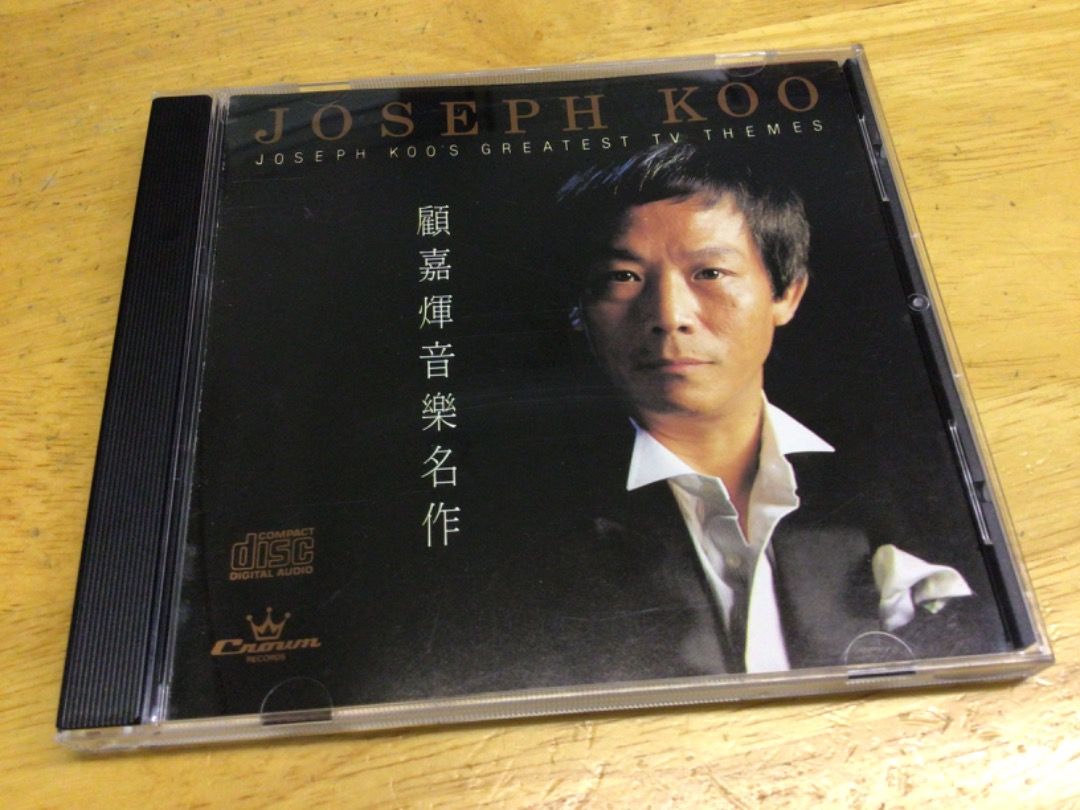 JOSEPH KOO
JOSEPH KOO'S GREATEST TV THEMES
顧嘉煇音樂名作
COMPACT
disc
DIGITAL AUDIO
Crown
RECORDS